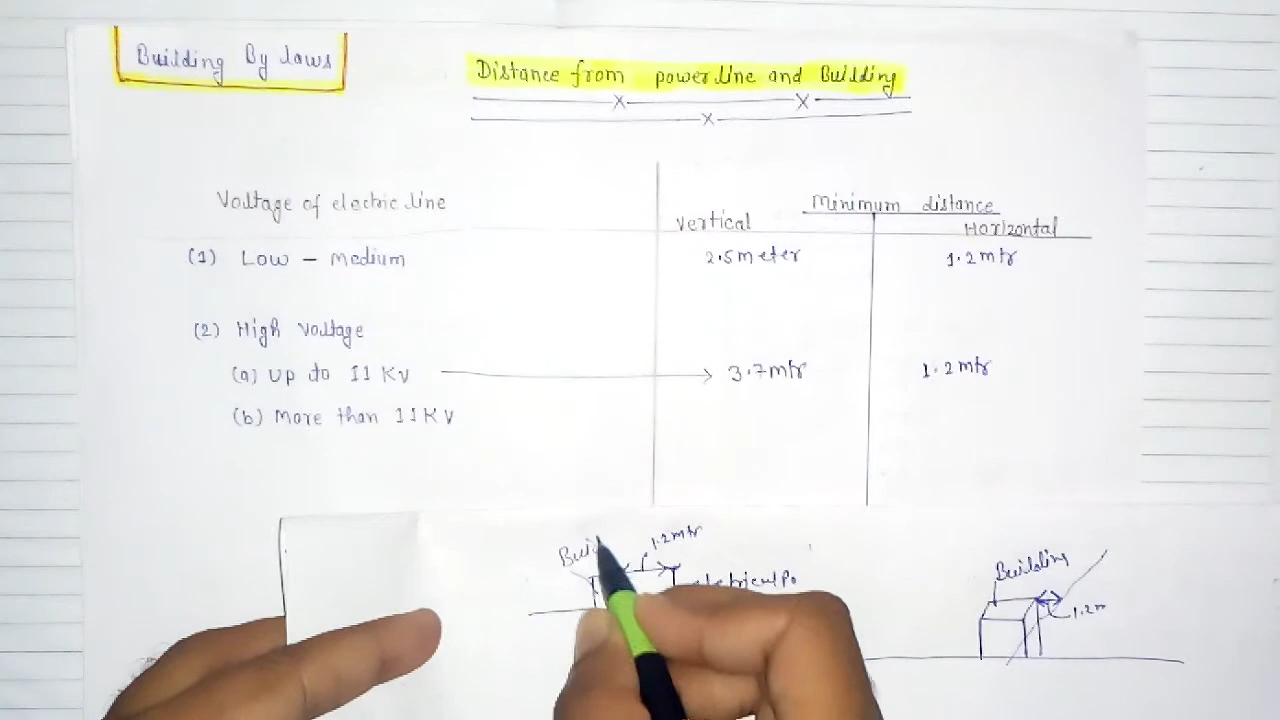 Building By laws
Distance from power line and Building
Voltage of electric line
Minimum distance
Vertical
Horizontal
(1) Low - medium
2.5 meter
1.2 mtr
(2) High Voltage
(a) Up to 11 Kv
3.7 mtr
1.2 mtr
(b) More than 11 KV
1.2 mtr
Building
1.2 m